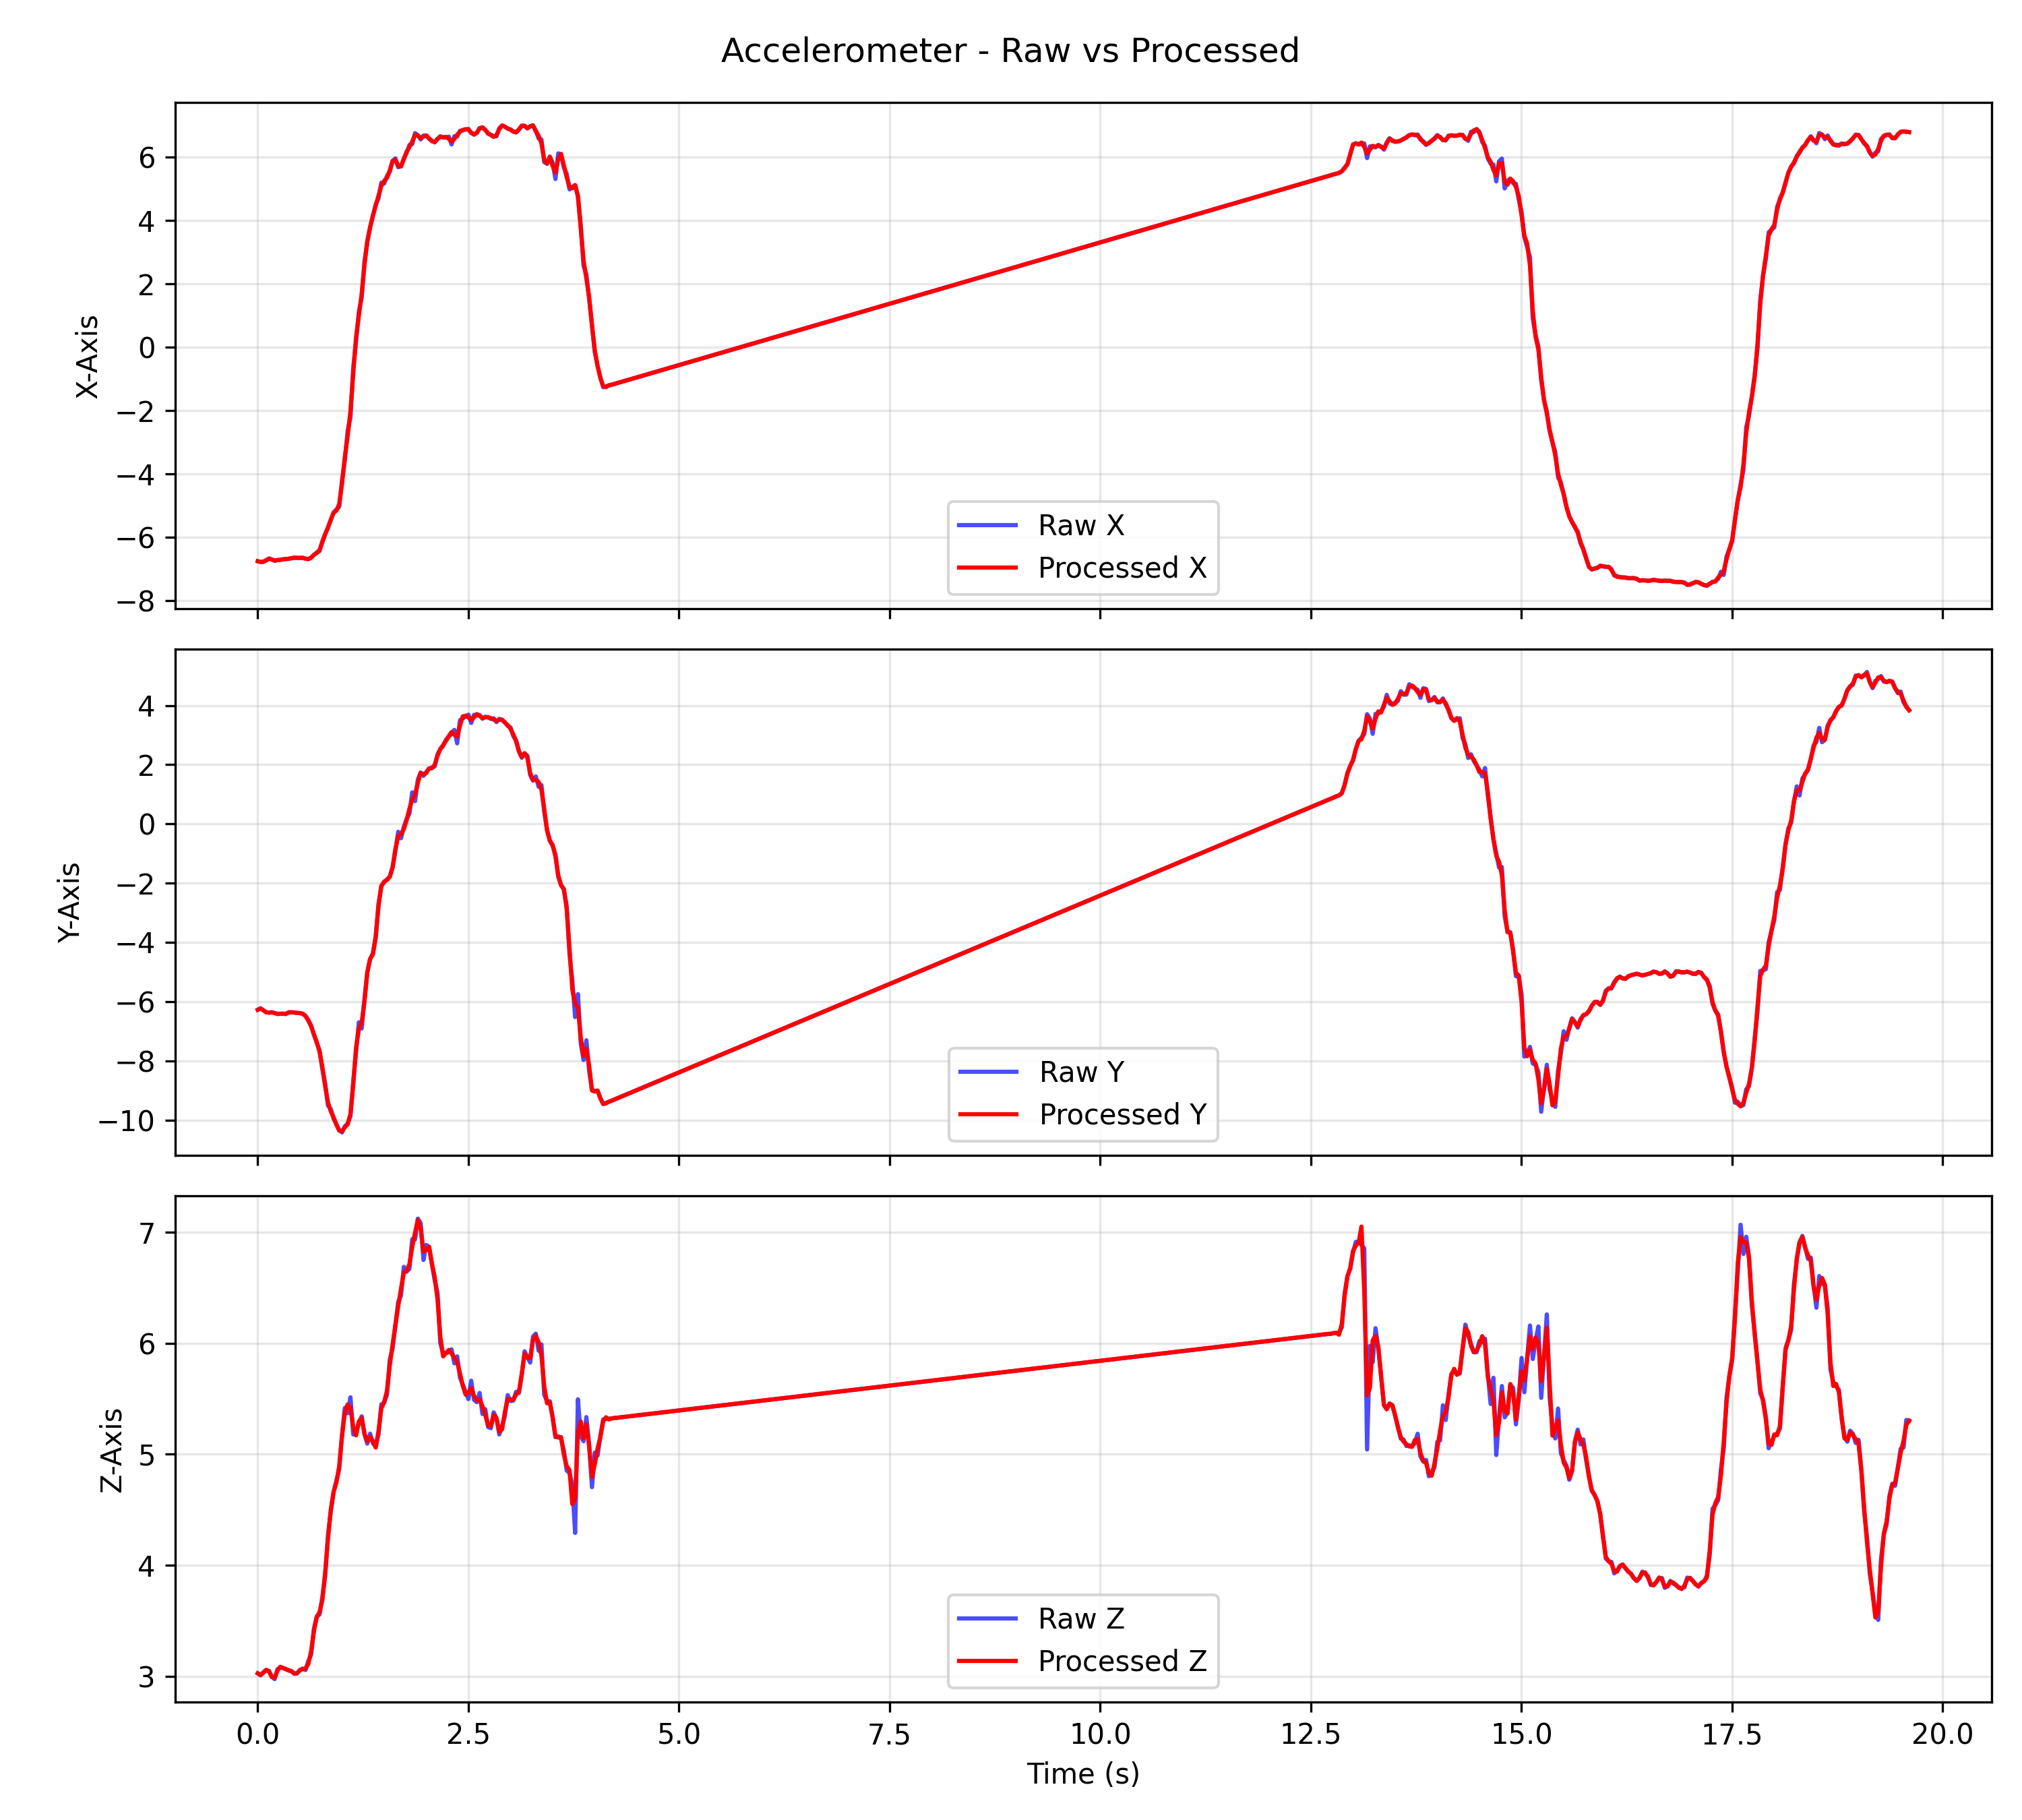 Accelerometer - Raw vs Processed
X-Axis
6
4
2
0
−2
−4
−6
−8
Raw X
Processed X
Y-Axis
4
2
0
−2
−4
−6
−8
−10
Raw Y
Processed Y
Z-Axis
7
6
5
4
3
Raw Z
Processed Z
0.0 2.5 5.0 7.5 10.0 12.5 15.0 17.5 20.0
Time (s)